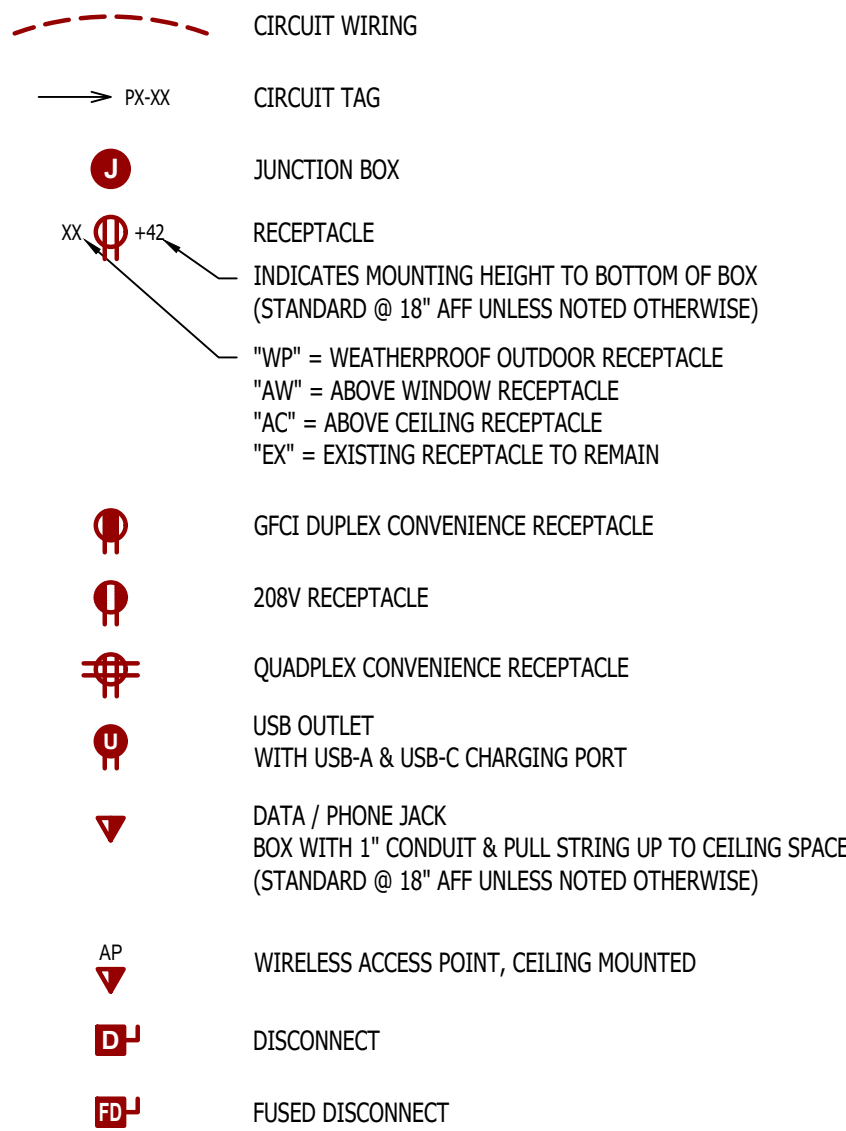 CIRCUIT WIRING
PX-XX CIRCUIT TAG
J JUNCTION BOX
XX +42 RECEPTACLE
INDICATES MOUNTING HEIGHT TO BOTTOM OF BOX
(STANDARD @ 18" AFF UNLESS NOTED OTHERWISE)
"WP" = WEATHERPROOF OUTDOOR RECEPTACLE
"AW" = ABOVE WINDOW RECEPTACLE
"AC" = ABOVE CEILING RECEPTACLE
"EX" = EXISTING RECEPTACLE TO REMAIN
GFCI DUPLEX CONVENIENCE RECEPTACLE
208V RECEPTACLE
QUADPLEX CONVENIENCE RECEPTACLE
USB OUTLET
U WITH USB-A & USB-C CHARGING PORT
DATA / PHONE JACK
BOX WITH 1" CONDUIT & PULL STRING UP TO CEILING SPACE
(STANDARD @ 18" AFF UNLESS NOTED OTHERWISE)
AP WIRELESS ACCESS POINT, CEILING MOUNTED
D DISCONNECT
FD FUSED DISCONNECT